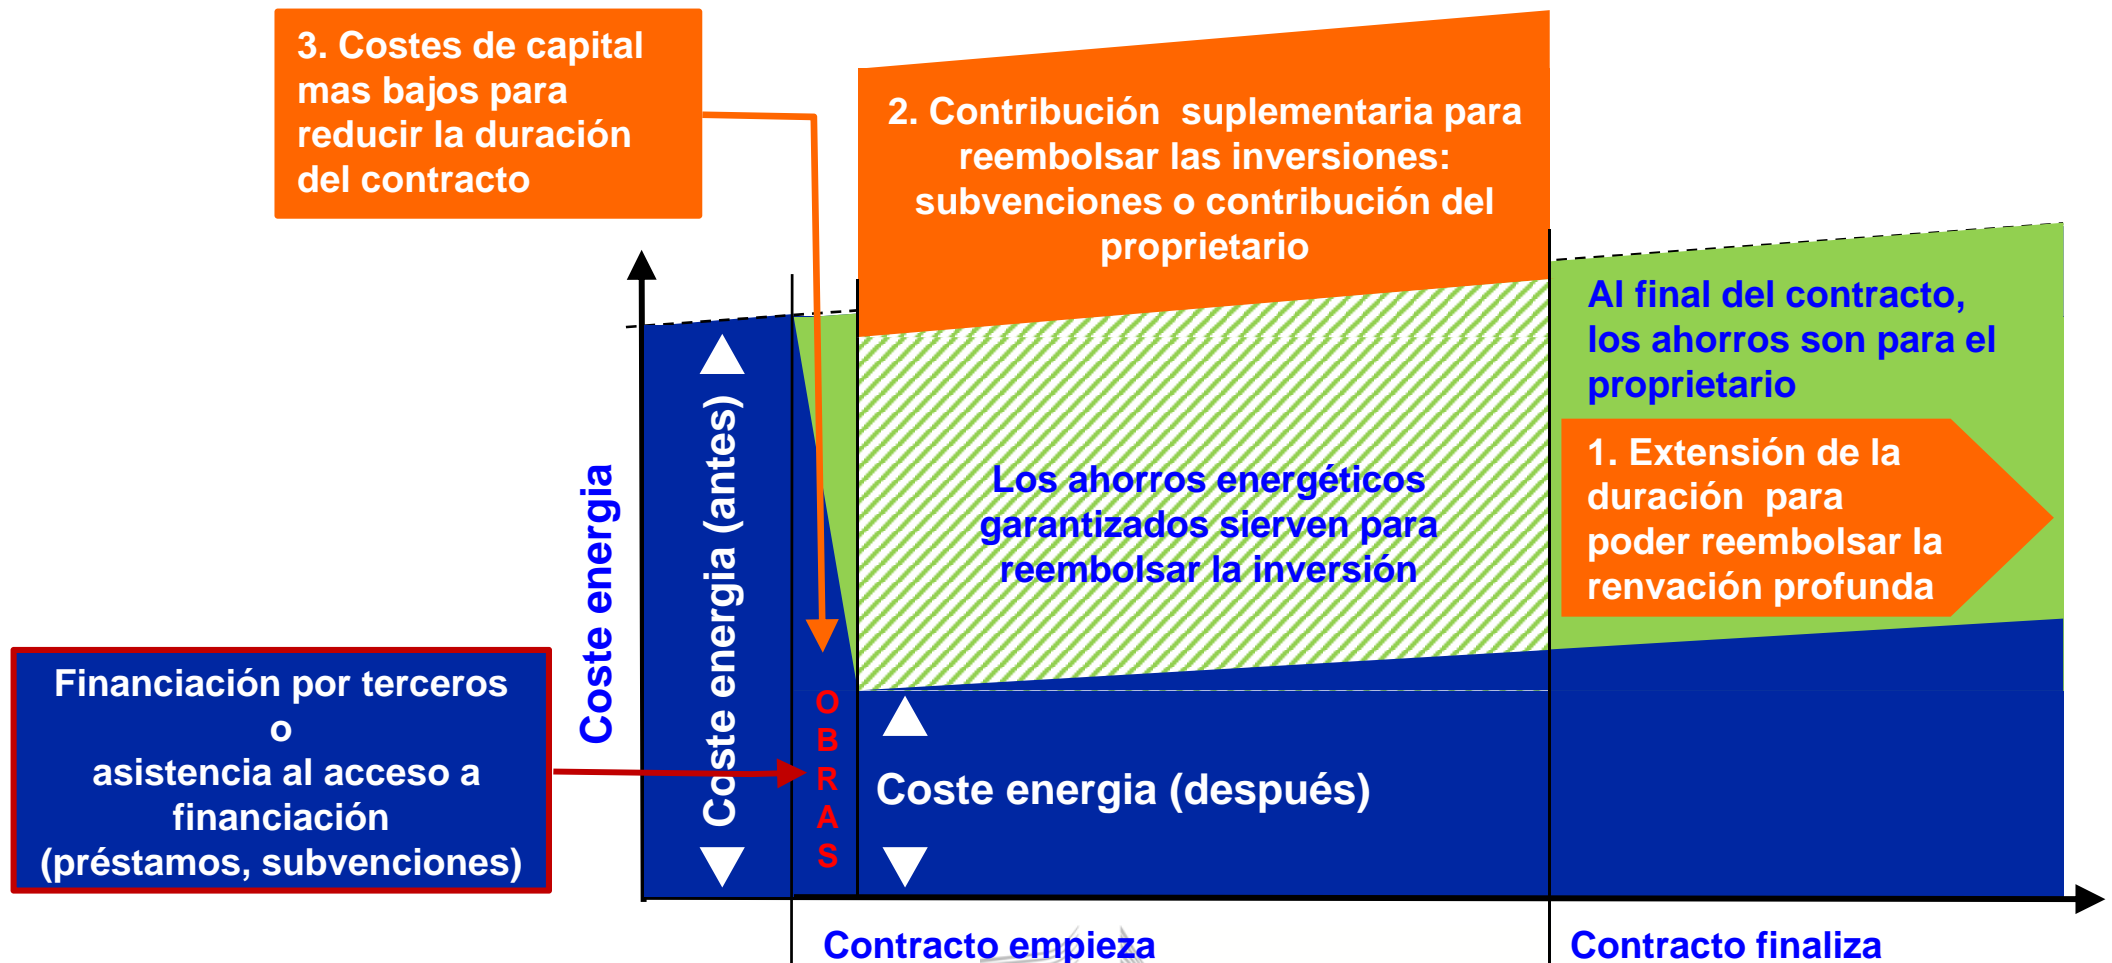 3. Costes de capital
mas bajos para
reducir la duración
del contracto
2. Contribución  suplementaria para
reembolsar las inversiones:
subvenciones o contribución del
proprietario
Al final del contracto,
los ahorros son para el
proprietario
1. Extensión de la
duración  para
poder reembolsar la
renvación profunda
Los ahorros energéticos
garantizados sierven para
reembolsar la inversión
Coste energia
Coste energia (antes)
Financiación por terceros
o
asistencia al acceso a
financiación
(préstamos, subvenciones)
O
B
R
A
S
Coste energia (después)
Contracto empieza
Contracto finaliza